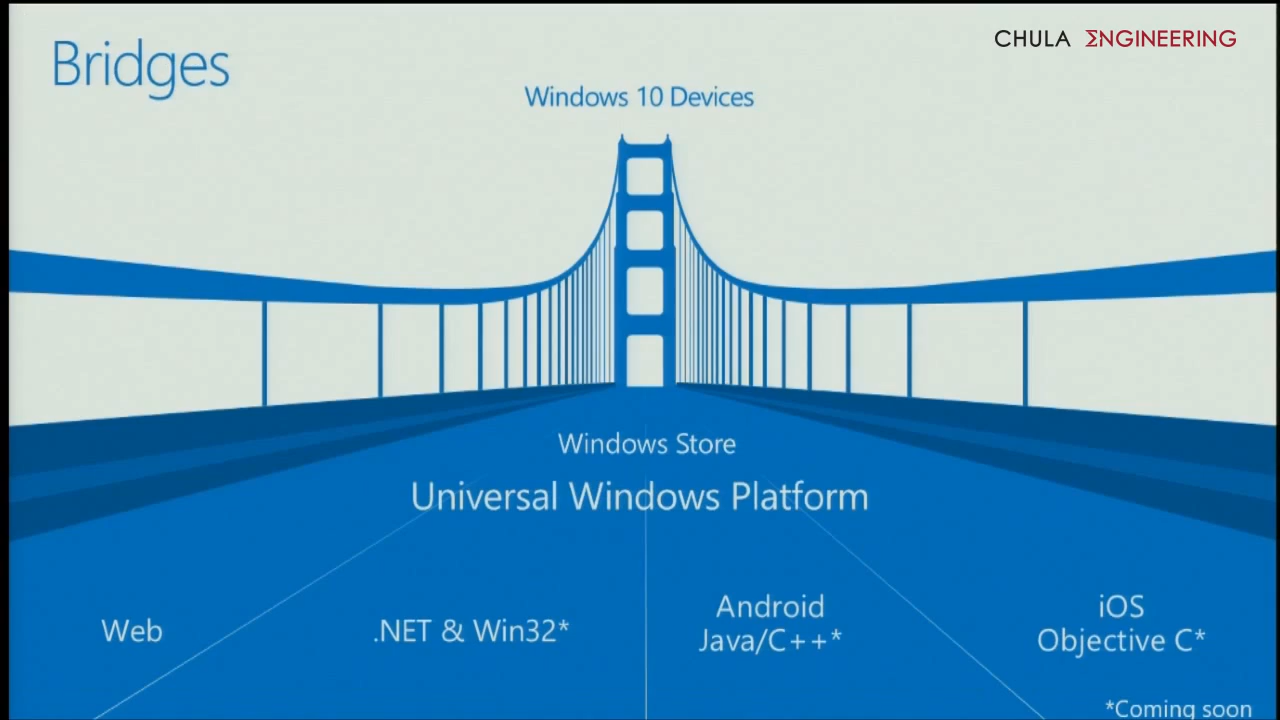 Bridges
CHULA ΣNGINEERING
Windows 10 Devices
Windows Store
Universal Windows Platform
Web
.NET & Win32*
Android
Java/C++*
iOS
Objective C*
*Coming soon